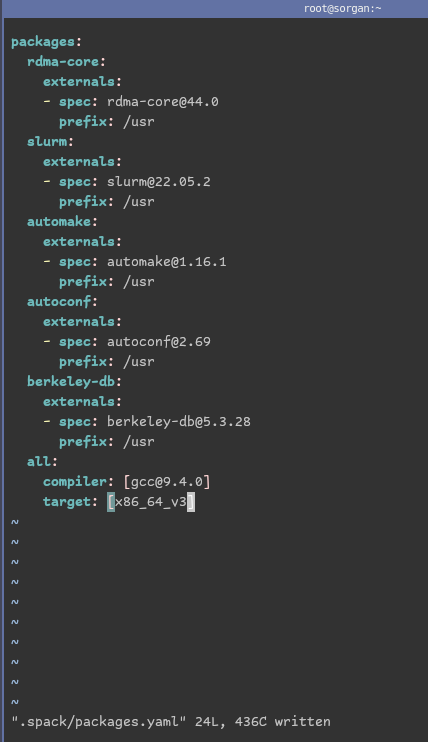 root@sorgan:~
packages:
  rdma-core:
    externals:
    - spec: rdma-core@44.0
      prefix: /usr
  slurm:
    externals:
    - spec: slurm@22.05.2
      prefix: /usr
  automake:
    externals:
    - spec: automake@1.16.1
      prefix: /usr
  autoconf:
    externals:
    - spec: autoconf@2.69
      prefix: /usr
  berkeley-db:
    externals:
    - spec: berkeley-db@5.3.28
      prefix: /usr
  all:
    compiler: [gcc@9.4.0]
    target: [x86_64_v3]
~
~
~
~
~
~
~
~
~
~
".spack/packages.yaml" 24L, 436C written